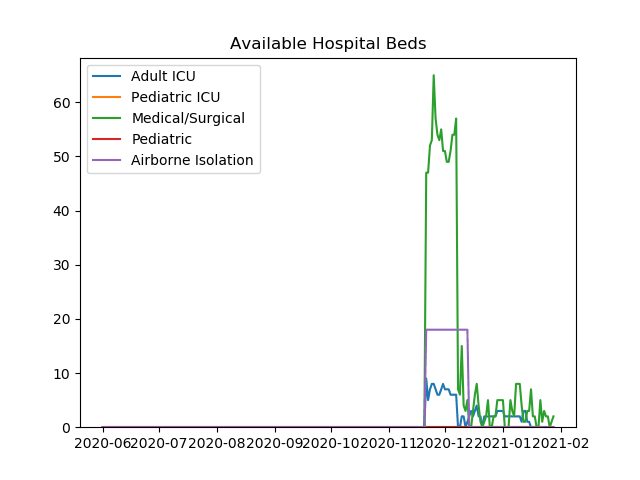 Available Hospital Beds
Adult ICU
Pediatric ICU
Medical/Surgical
Pediatric
Airborne Isolation
60
50
40
30
20
10
0
2020-06 2020-07 2020-08 2020-09 2020-10 2020-11 2020-12 2021-01 2021-02